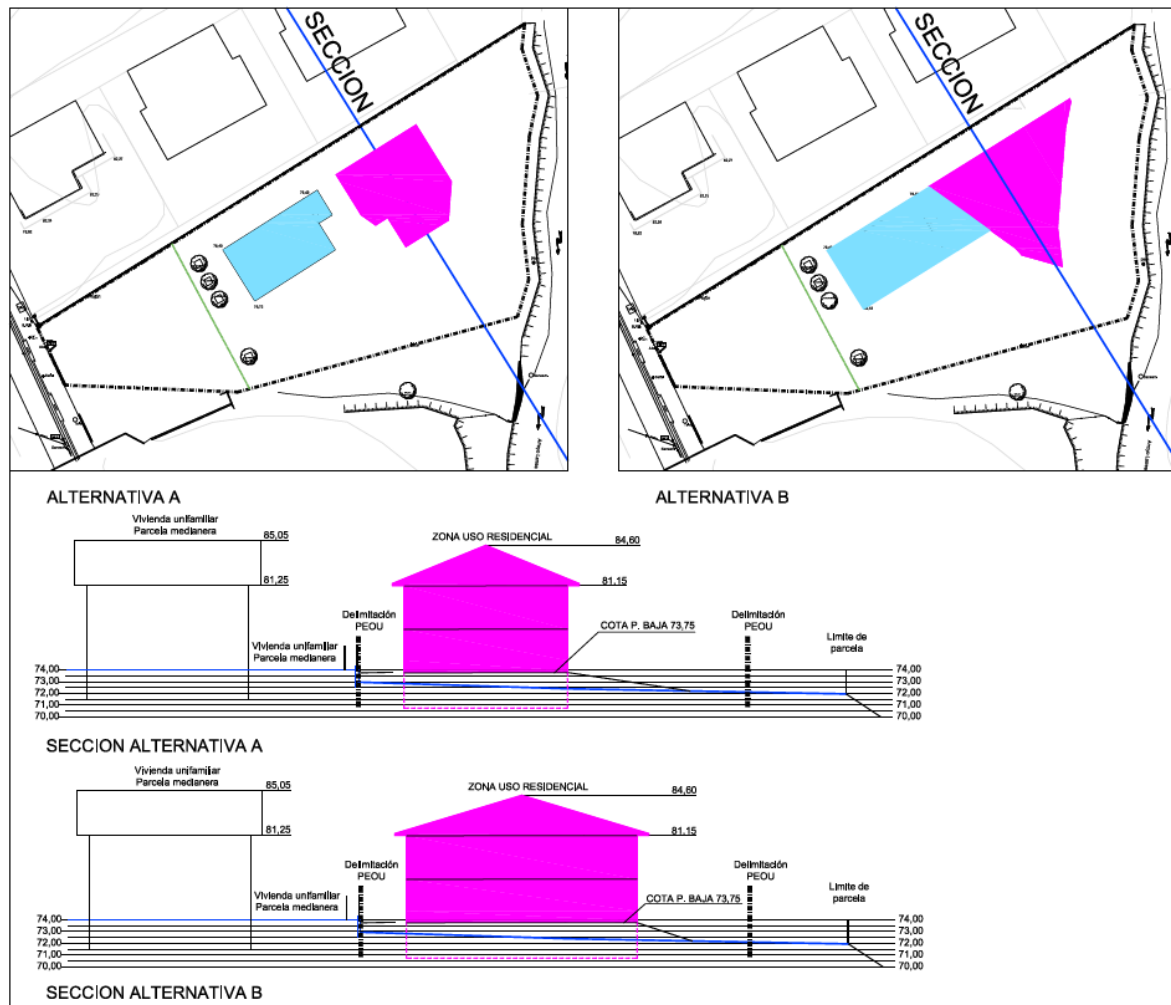 SECCION
SECCION
ALTERNATIVA A
ALTERNATIVA B
Vivienda unifamiliar
Parcela medianera
85,05
81,25
ZONA USO RESIDENCIAL
84,60
81.15
Delimitación
PEOU
COTA P. BAJA 73,75
Delimitación
PEOU
Límite de
parcela
Vivienda unifamiliar
Parcela medianera
74,00
73,00
72,00
71,00
70,00
74,00
73,00
72,00
71,00
70,00
SECCION ALTERNATIVA A
Vivienda unifamiliar
Parcela medianera
85,05
81,25
ZONA USO RESIDENCIAL
84,60
81.15
Delimitación
PEOU
COTA P. BAJA 73,75
Delimitación
PEOU
Límite de
parcela
Vivienda unifamiliar
Parcela medianera
74,00
73,00
72,00
71,00
70,00
74,00
73,00
72,00
71,00
70,00
SECCION ALTERNATIVA B